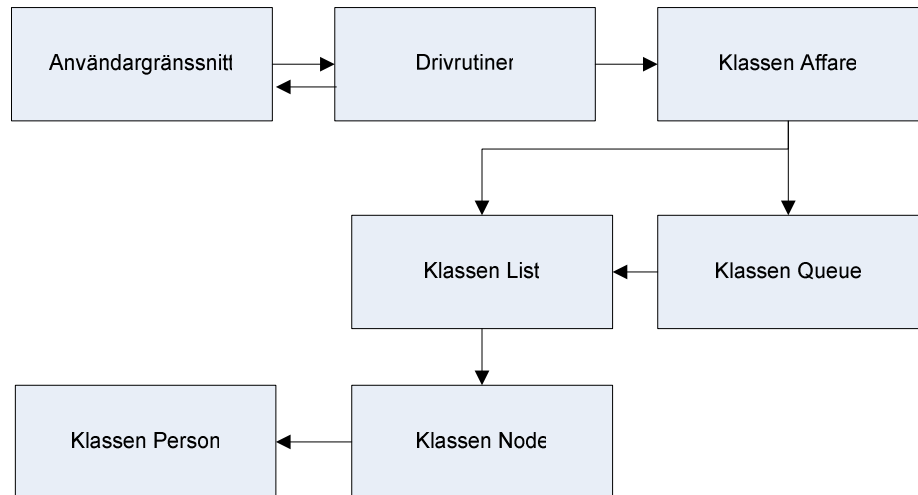 Användargränssnitt
Drivrutiner
Klassen Affare
Klassen List
Klassen Queue
Klassen Person
Klassen Node